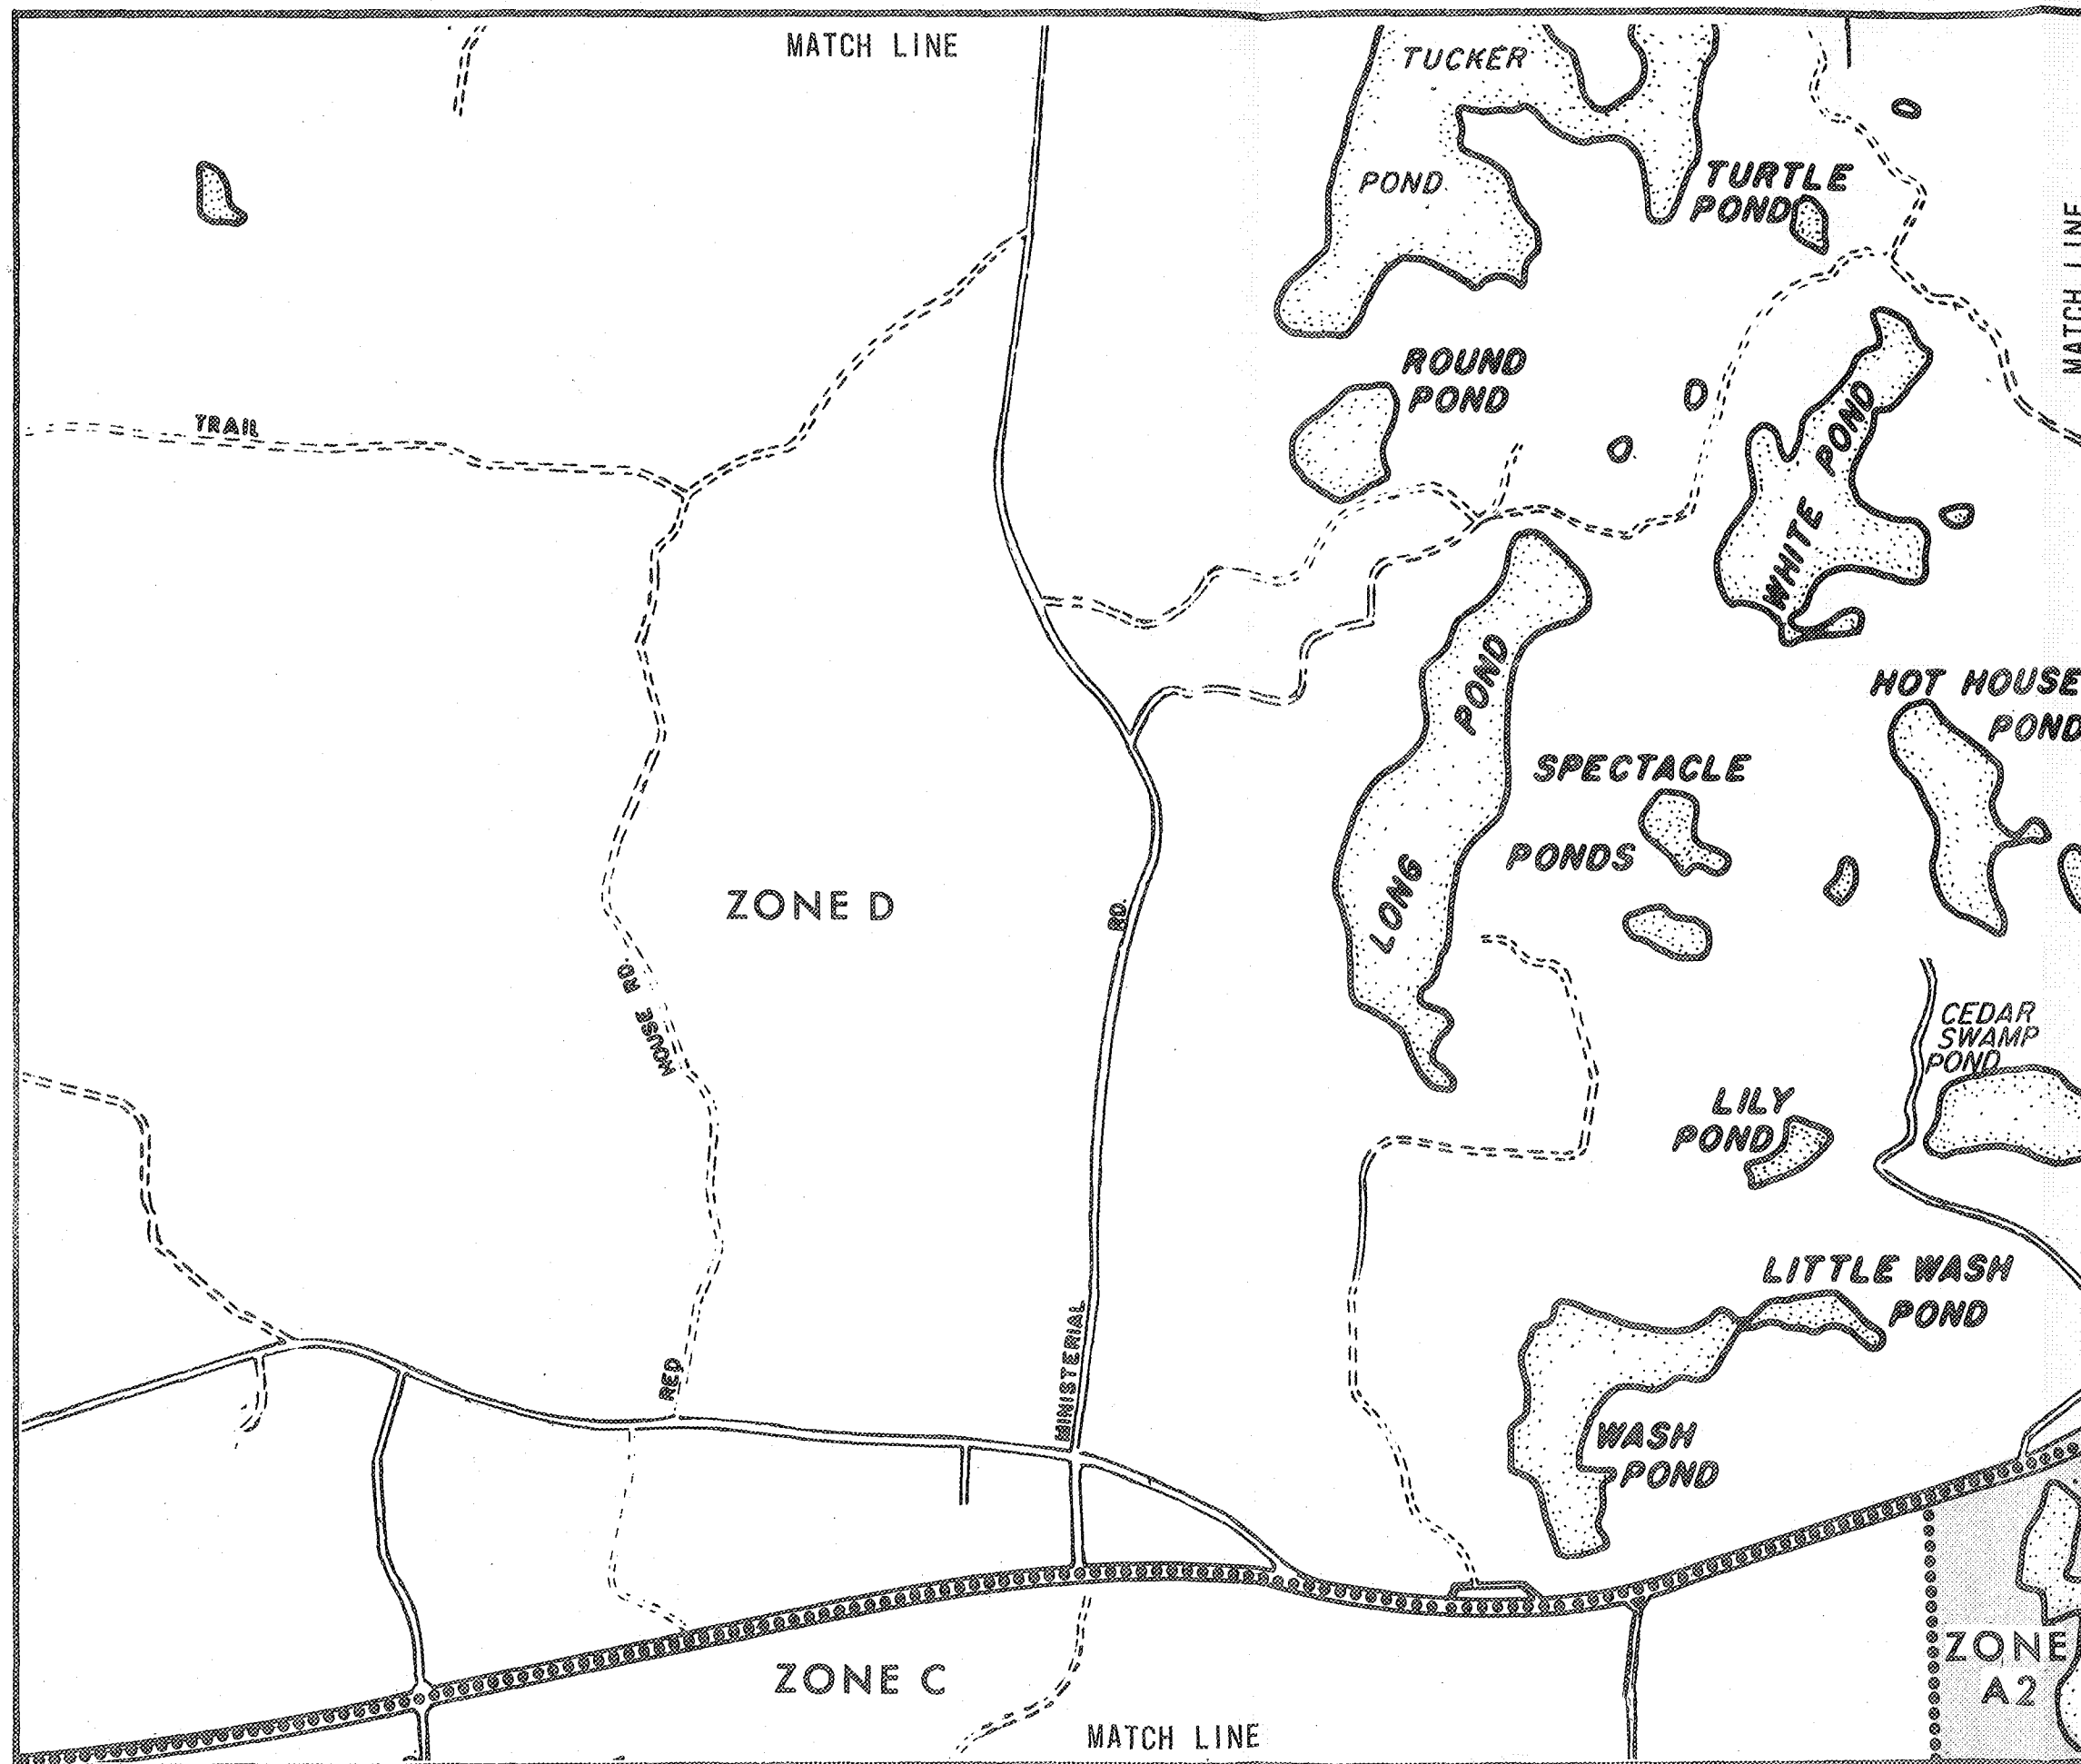 MATCH LINE
TUCKER
POND
TURTLE
POND
MATCH LINE
ROUND
POND
TRAIL
WHITE POND
HOT HOUSE
POND
LONG POND
SPECTACLE
PONDS
ZONE D
RD.
RED HOUSE RD.
CEDAR
SWAMP
POND
LILY
POND
LITTLE WASH
POND
MINISTERIAL
WASH
POND
ZONE
A2
ZONE C
MATCH LINE